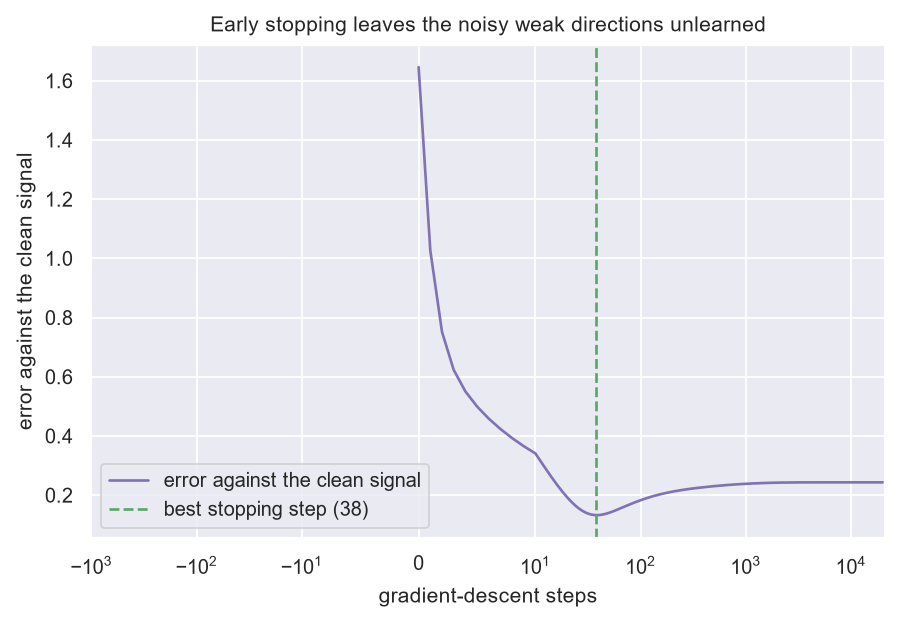 Early stopping leaves the noisy weak directions unlearned
error against the clean signal
1.6
1.4
1.2
1.0
0.8
0.6
0.4
0.2
error against the clean signal
best stopping step (38)
−10³ −10² −10¹ 0 10¹ 10² 10³ 10⁴
gradient-descent steps